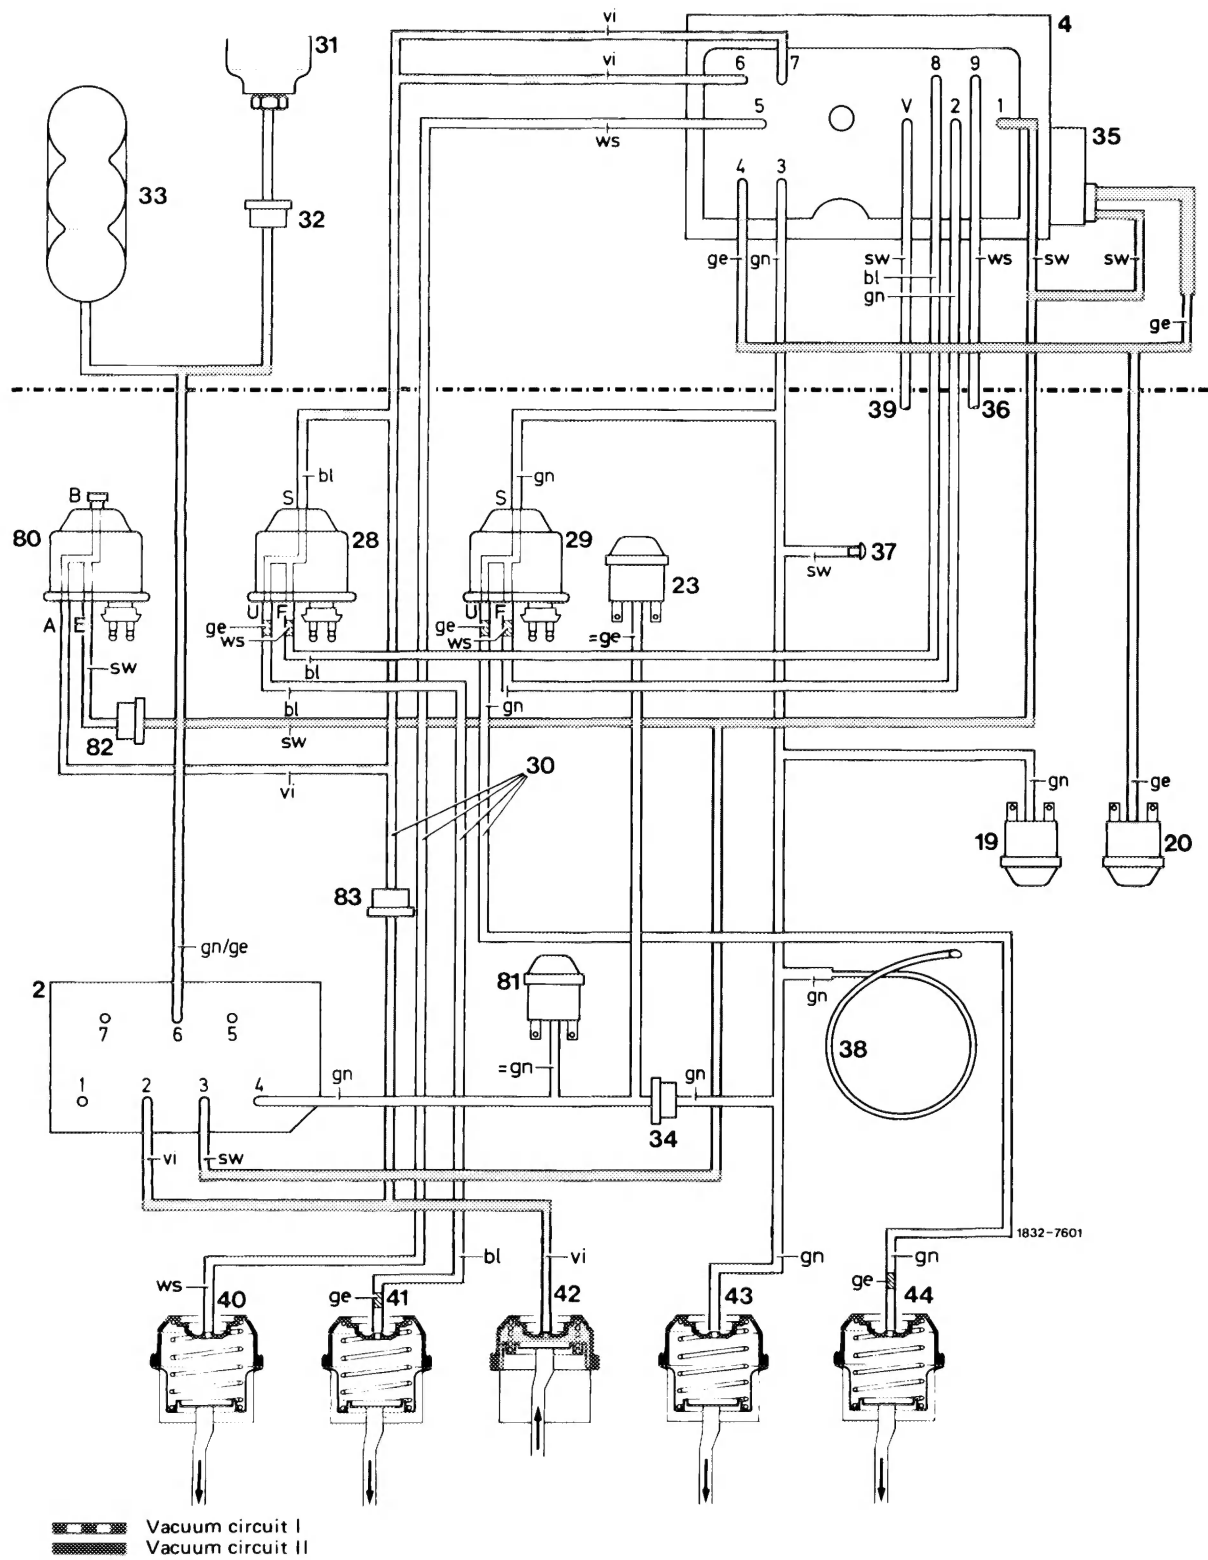 vi
4
31
vi
6
7
8
9
5
V
2
1
ws
35
33
4
3
32
ge
gn
sw
ws
sw
sw
bl
gn
ge
39
36
bl
gn
B
S
S
80
28
29
37
sw
23
A
E
U
F
U
F
ge
ws
ge
ws
=ge
sw
bl
bl
gn
82
sw
30
vi
gn
ge
19
20
83
gn/ge
2
81
gn
7
6
5
38
=gn
1
2
3
4
gn
gn
34
vi
sw
1832-7601
bl
vi
gn
gn
ws
ge
ge
40
41
42
43
44
Vacuum circuit I
Vacuum circuit II